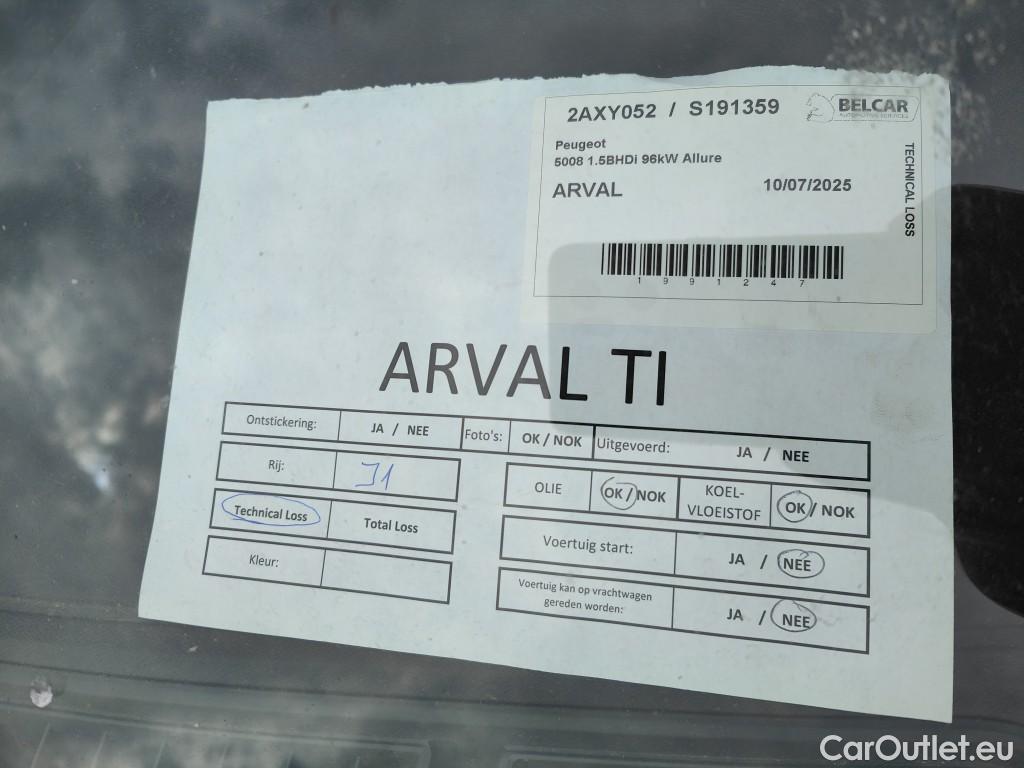 2AXY052 / S191359
BELCAR
AUTOMOTIVE SERVICES
Peugeot
5008 1.5BHDi 96kW Allure
ARVAL 10/07/2025
TECHNICAL LOSS
1991247
ARVAL TI
Ontstickering: JA / NEE Foto's: OK / NOK Uitgevoerd: JA / NEE
Rij: J1
OLIE OK / NOK KOEL-VLOEISTOF OK / NOK
Technical Loss Total Loss
Voertuig start: JA / NEE
Kleur:
Voertuig kan op vrachtwagen
gereden worden: JA / NEE
CarOutlet.eu